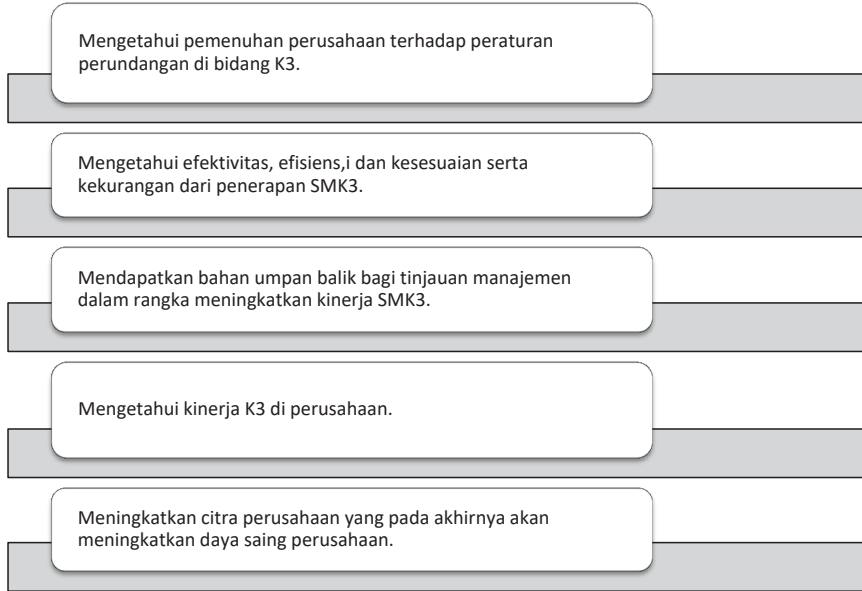 Mengetahui pemenuhan perusahaan terhadap peraturan
perundangan di bidang K3.
Mengetahui efektivitas, efisiens,i dan kesesuaian serta
kekurangan dari penerapan SMK3.
Mendapatkan bahan umpan balik bagi tinjauan manajemen
dalam rangka meningkatkan kinerja SMK3.
Mengetahui kinerja K3 di perusahaan.
Meningkatkan citra perusahaan yang pada akhirnya akan
meningkatkan daya saing perusahaan.